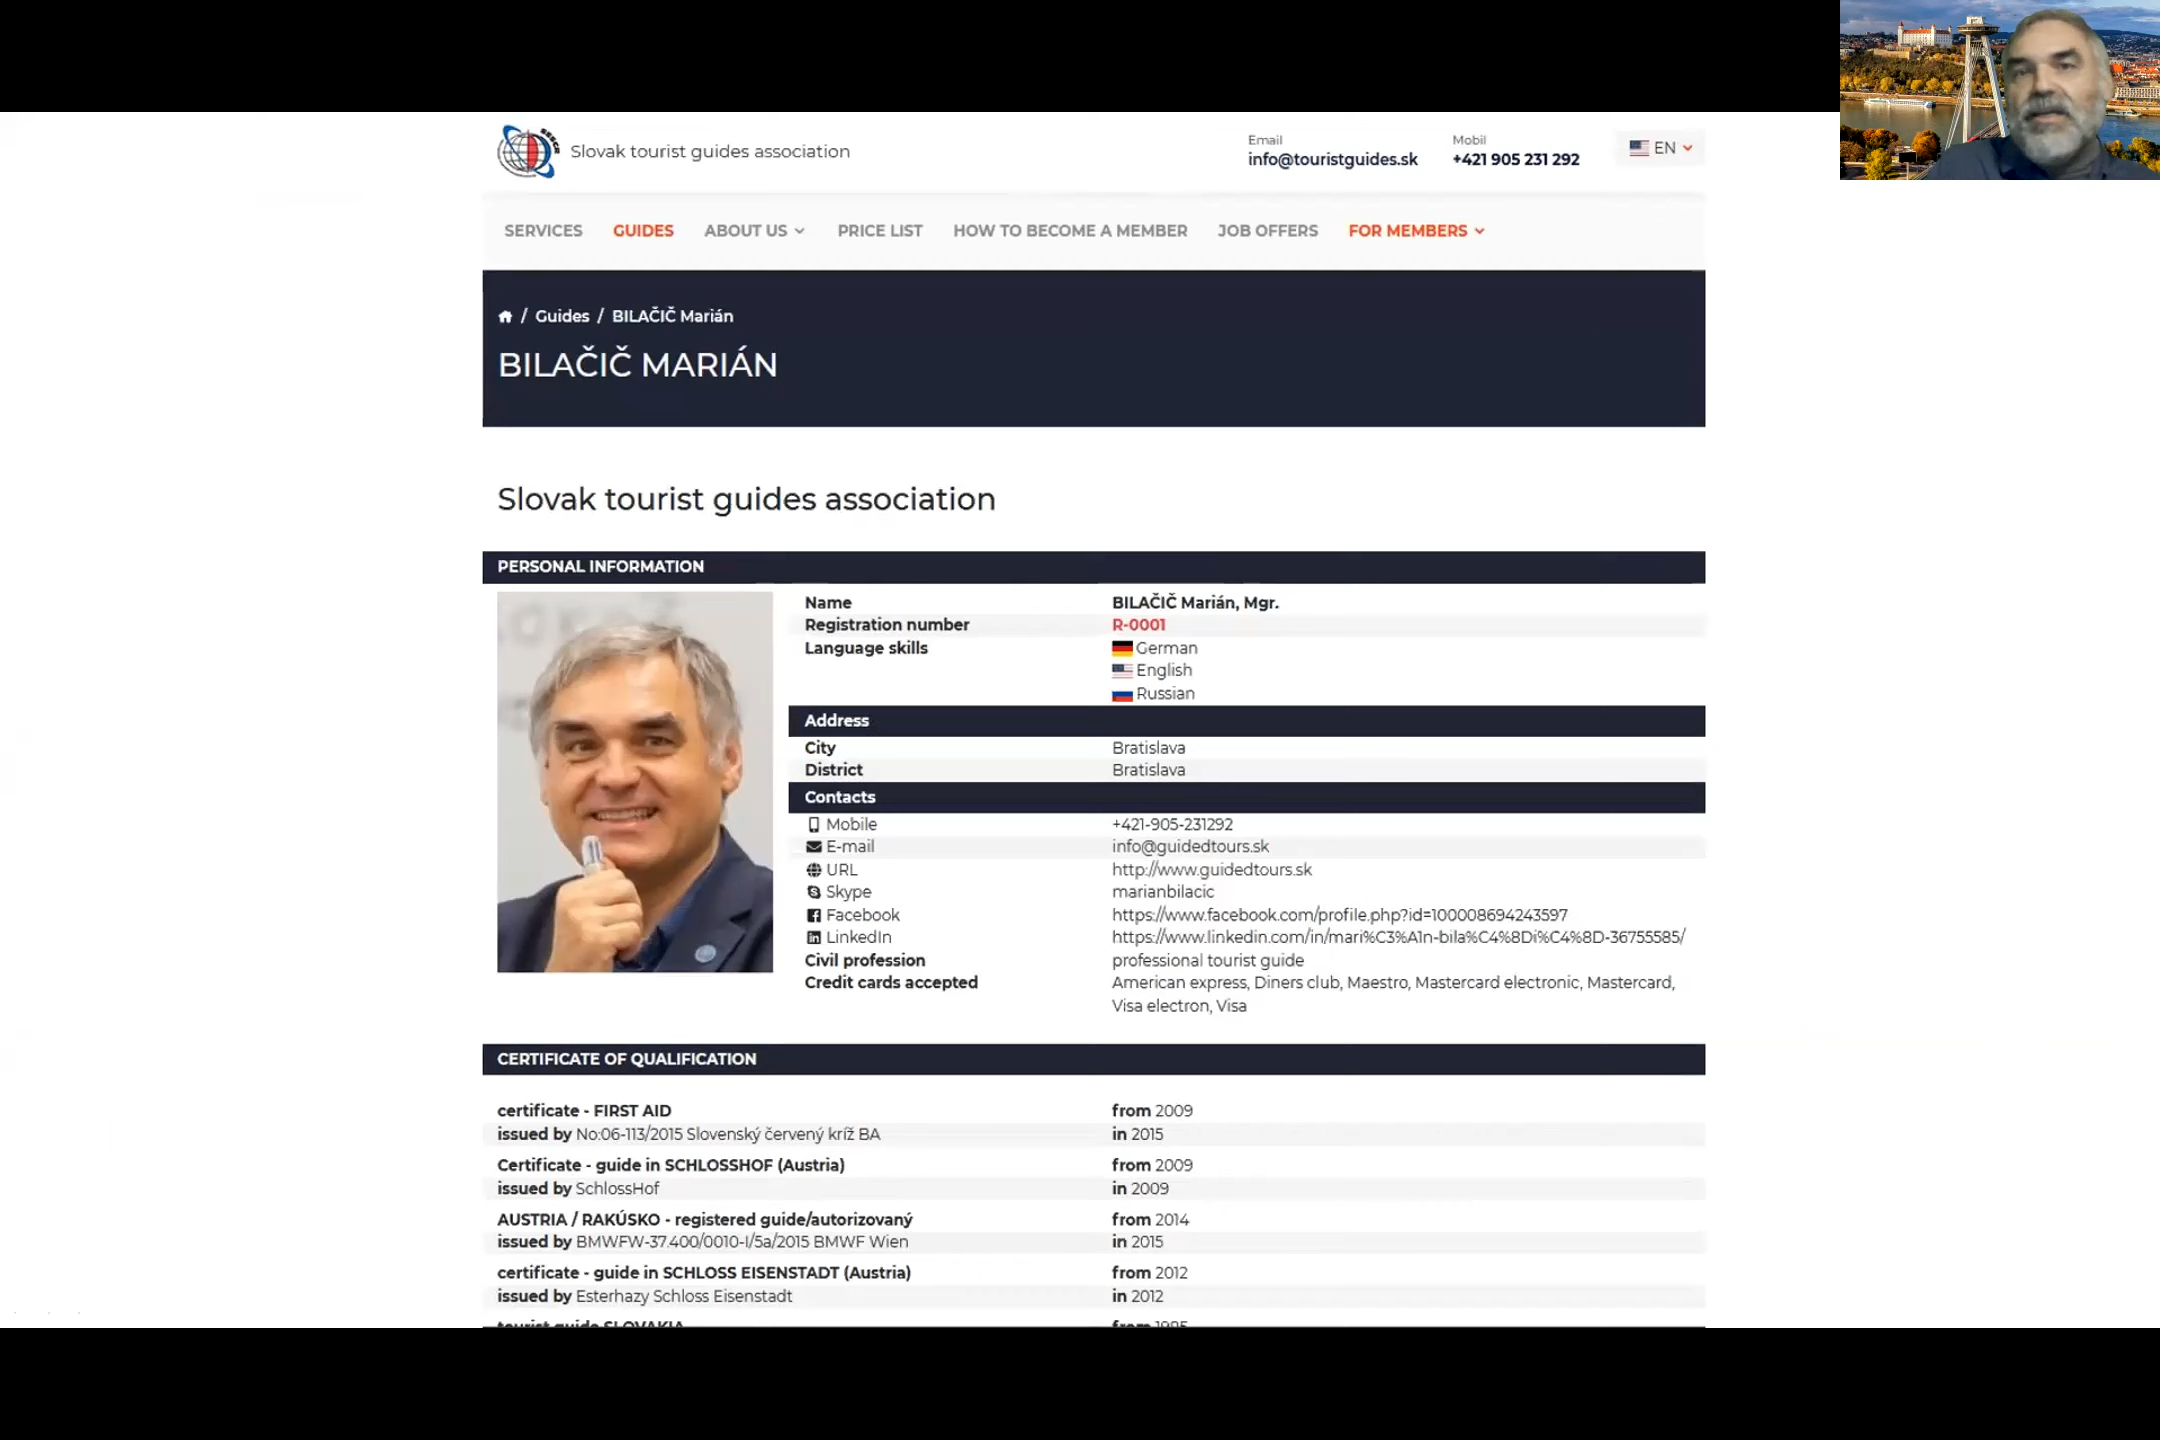 Slovak tourist guides association
Email
info@touristguides.sk
Mobil
+421 905 231 292
EN
SERVICES GUIDES ABOUT US PRICE LIST HOW TO BECOME A MEMBER JOB OFFERS FOR MEMBERS
/ Guides / BILAČIČ Marián
BILAČIČ MARIÁN
Slovak tourist guides association
PERSONAL INFORMATION
Name BILAČIČ Marián, Mgr.
Registration number R-0001
Language skills German
English
Russian
Address
City Bratislava
District Bratislava
Contacts
Mobile +421-905-231292
E-mail info@guidedtours.sk
URL http://www.guidedtours.sk
Skype marianbilacic
Facebook https://www.facebook.com/profile.php?id=100008694243597
LinkedIn https://www.linkedin.com/in/mari%C3%A1n-bila%C4%8Di%C4%8D-36755585/
Civil profession professional tourist guide
Credit cards accepted American express, Diners club, Maestro, Mastercard electronic, Mastercard,
Visa electron, Visa
CERTIFICATE OF QUALIFICATION
certificate - FIRST AID from 2009
issued by No:06-113/2015 Slovenský červený kríž BA in 2015
Certificate - guide in SCHLOSSHOF (Austria) from 2009
issued by SchlossHof in 2009
AUSTRIA / RAKÚSKO - registered guide/autorizovaný from 2014
issued by BMWFW-37.400/0010-I/5a/2015 BMWF Wien in 2015
certificate - guide in SCHLOSS EISENSTADT (Austria) from 2012
issued by Esterhazy Schloss Eisenstadt in 2012
tourist guide SLOVAKIA from 1995